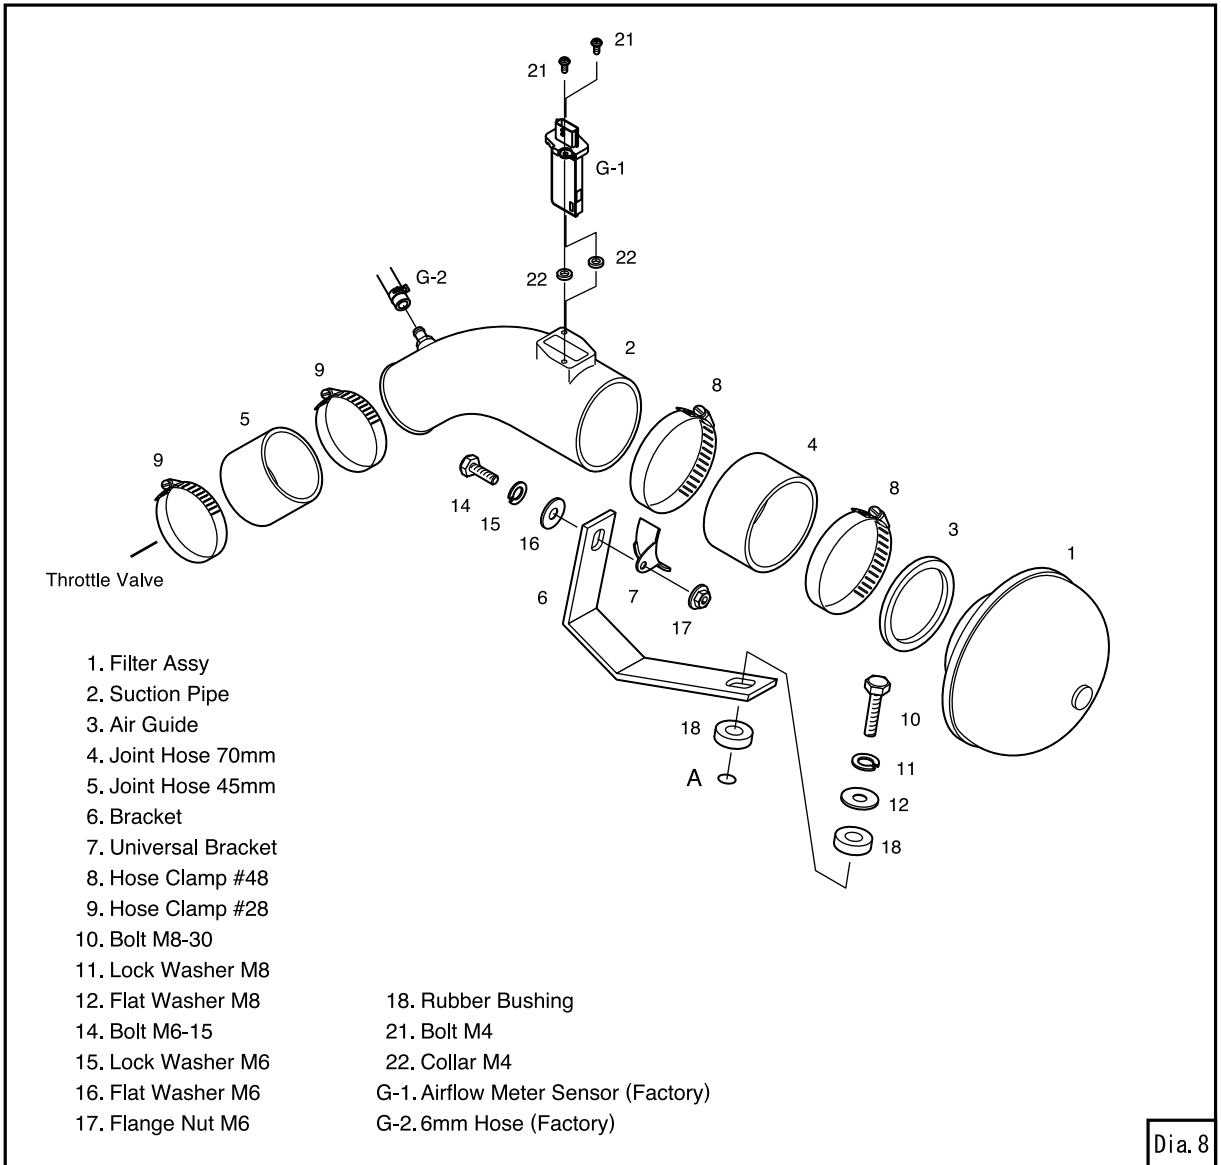 21
21
G-1
22
22
G-2
2
9
8
5
4
9
8
14
15
3
16
1
Throttle Valve
6
7
17
18
10
A
11
12
18
1. Filter Assy
2. Suction Pipe
3. Air Guide
4. Joint Hose 70mm
5. Joint Hose 45mm
6. Bracket
7. Universal Bracket
8. Hose Clamp #48
9. Hose Clamp #28
10. Bolt M8-30
11. Lock Washer M8
12. Flat Washer M8
14. Bolt M6-15
15. Lock Washer M6
16. Flat Washer M6
17. Flange Nut M6
18. Rubber Bushing
21. Bolt M4
22. Collar M4
G-1. Airflow Meter Sensor (Factory)
G-2. 6mm Hose (Factory)
Dia. 8